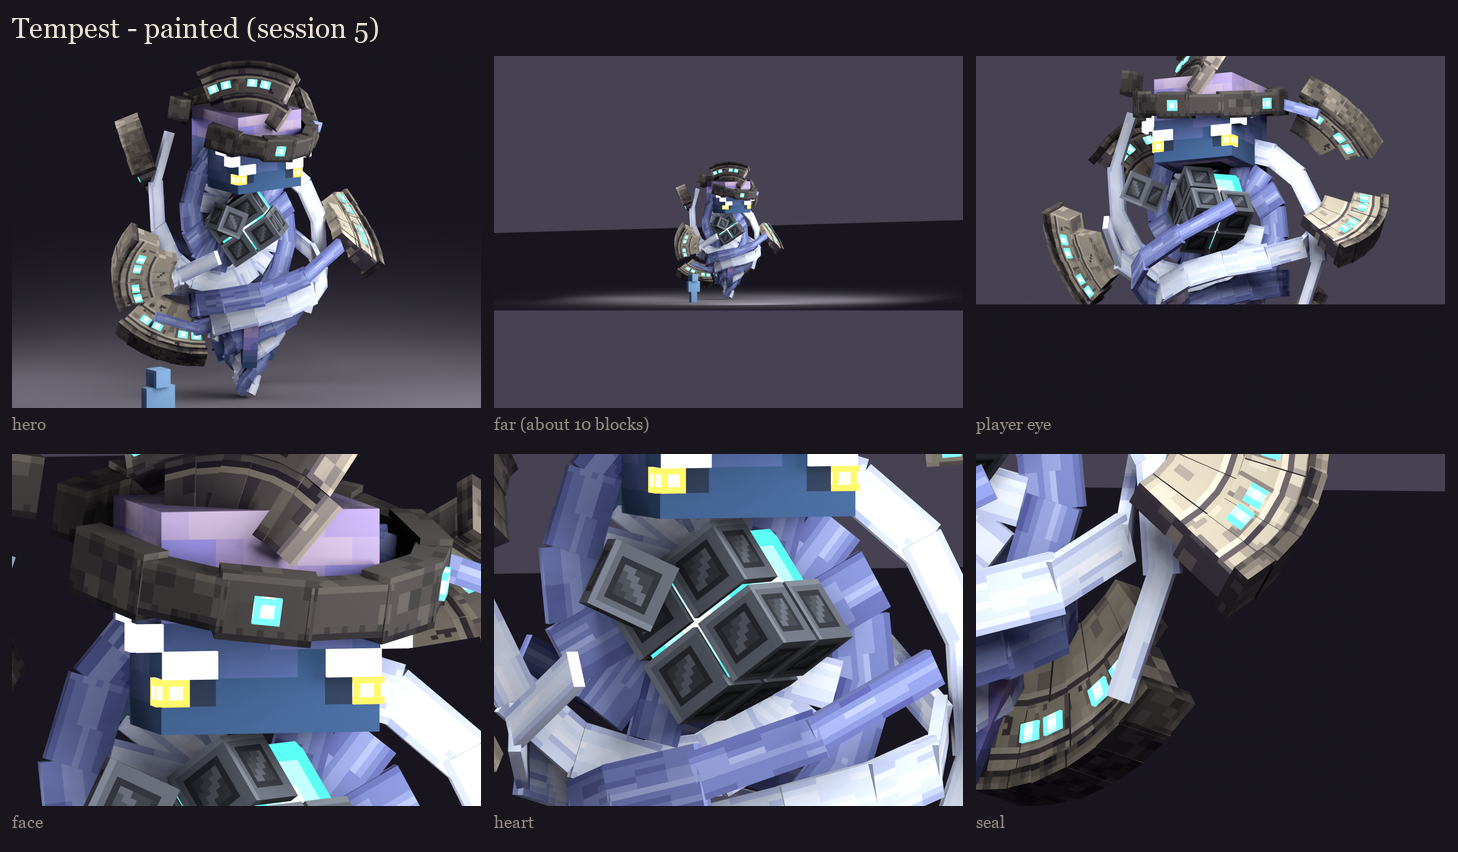 Tempest - painted (session 5)
hero
far (about 10 blocks)
player eye
face
heart
seal